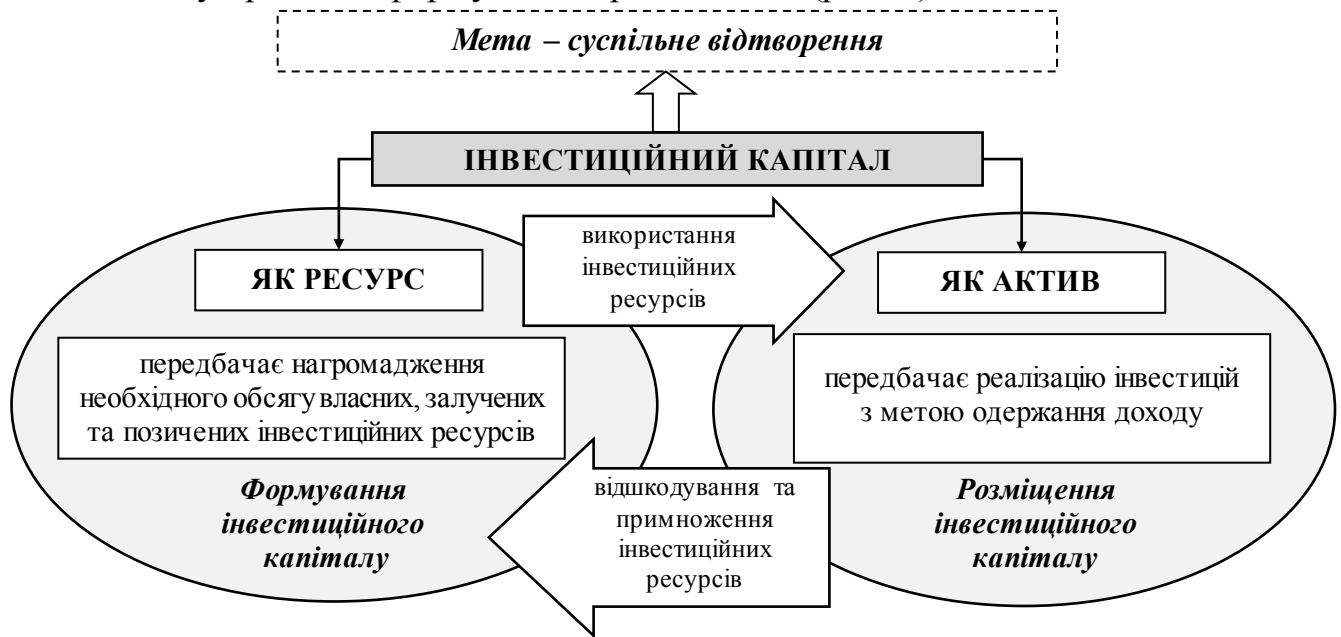 Мета – суспільне відтворення
ІНВЕСТИЦІЙНИЙ КАПІТАЛ
ЯК РЕСУРС
передбачає нагромадження
необхідного обсягу власних, залучених
та позичених інвестиційних ресурсів
Формування
інвестиційного
капіталу
використання
інвестиційних
ресурсів
ЯК АКТИВ
передбачає реалізацію інвестицій
з метою одержання доходу
Розміщення
інвестиційного
капіталу
відшкодування та
примноження
інвестиційних
ресурсів